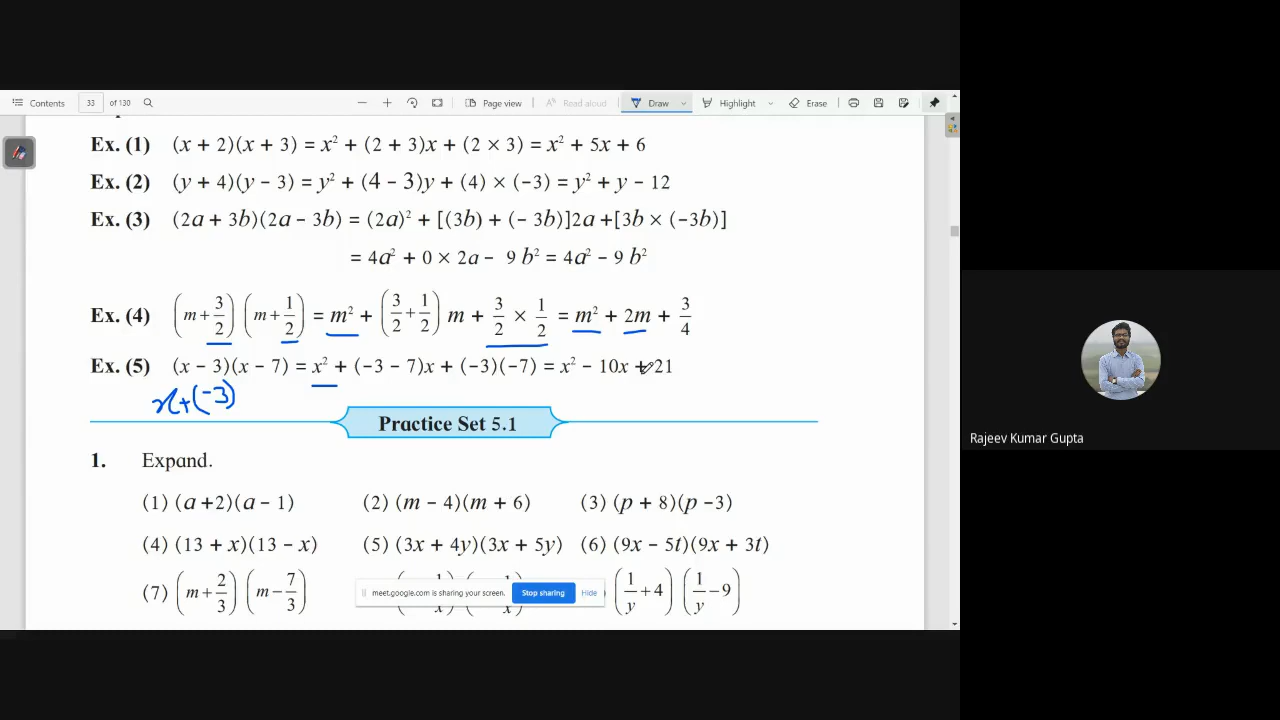 Contents 33 of 130 Page view Read aloud Draw Highlight Erase
Ex. (1) (x + 2)(x + 3) = x² + (2 + 3)x + (2 × 3) = x² + 5x + 6
Ex. (2) (y + 4)(y − 3) = y² + (4 − 3)y + (4) × (−3) = y² + y − 12
Ex. (3) (2a + 3b)(2a − 3b) = (2a)² + [(3b) + (− 3b)]2a +[3b × (−3b)]
= 4a² + 0 × 2a − 9 b² = 4a² − 9 b²
Ex. (4) (m + 3/2) (m + 1/2) = m² + (3/2 + 1/2) m + 3/2 × 1/2 = m² + 2m + 3/4
Ex. (5) (x − 3)(x − 7) = x² + (−3 − 7)x + (−3)(−7) = x² − 10x + 21
x+(−3)
Practice Set 5.1
1. Expand.
(1) (a +2)(a − 1) (2) (m − 4)(m + 6) (3) (p + 8)(p −3)
(4) (13 + x)(13 − x) (5) (3x + 4y)(3x + 5y) (6) (9x − 5t)(9x + 3t)
(7) (m + 2/3) (m − 7/3) (1/y + 4) (1/y − 9)
meet.google.com is sharing your screen. Stop sharing Hide
Rajeev Kumar Gupta